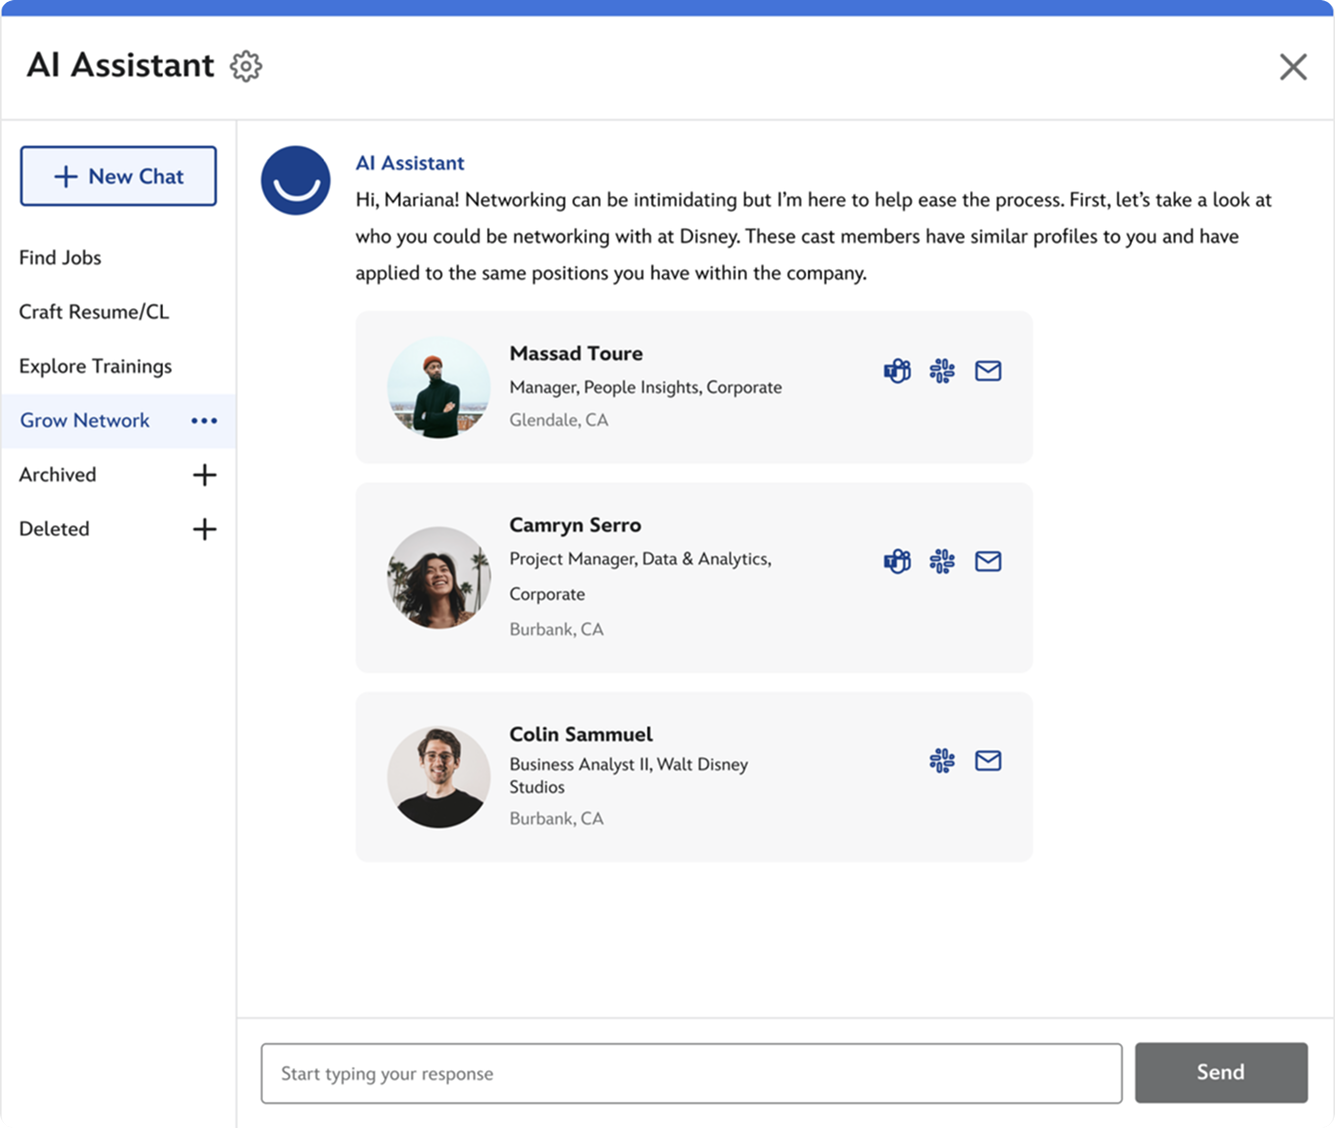 AI Assistant
New Chat
Find Jobs
Craft Resume/CL
Explore Trainings
Grow Network
Archived
Deleted
AI Assistant
Hi, Mariana! Networking can be intimidating but I'm here to help ease the process. First, let's take a look at
who you could be networking with at Disney. These cast members have similar profiles to you and have
applied to the same positions you have within the company.
Massad Toure
Manager, People Insights, Corporate
Glendale, CA
Camryn Serro
Project Manager, Data & Analytics,
Corporate
Burbank, CA
Colin Sammuel
Business Analyst II, Walt Disney
Studios
Burbank, CA
Start typing your response
Send